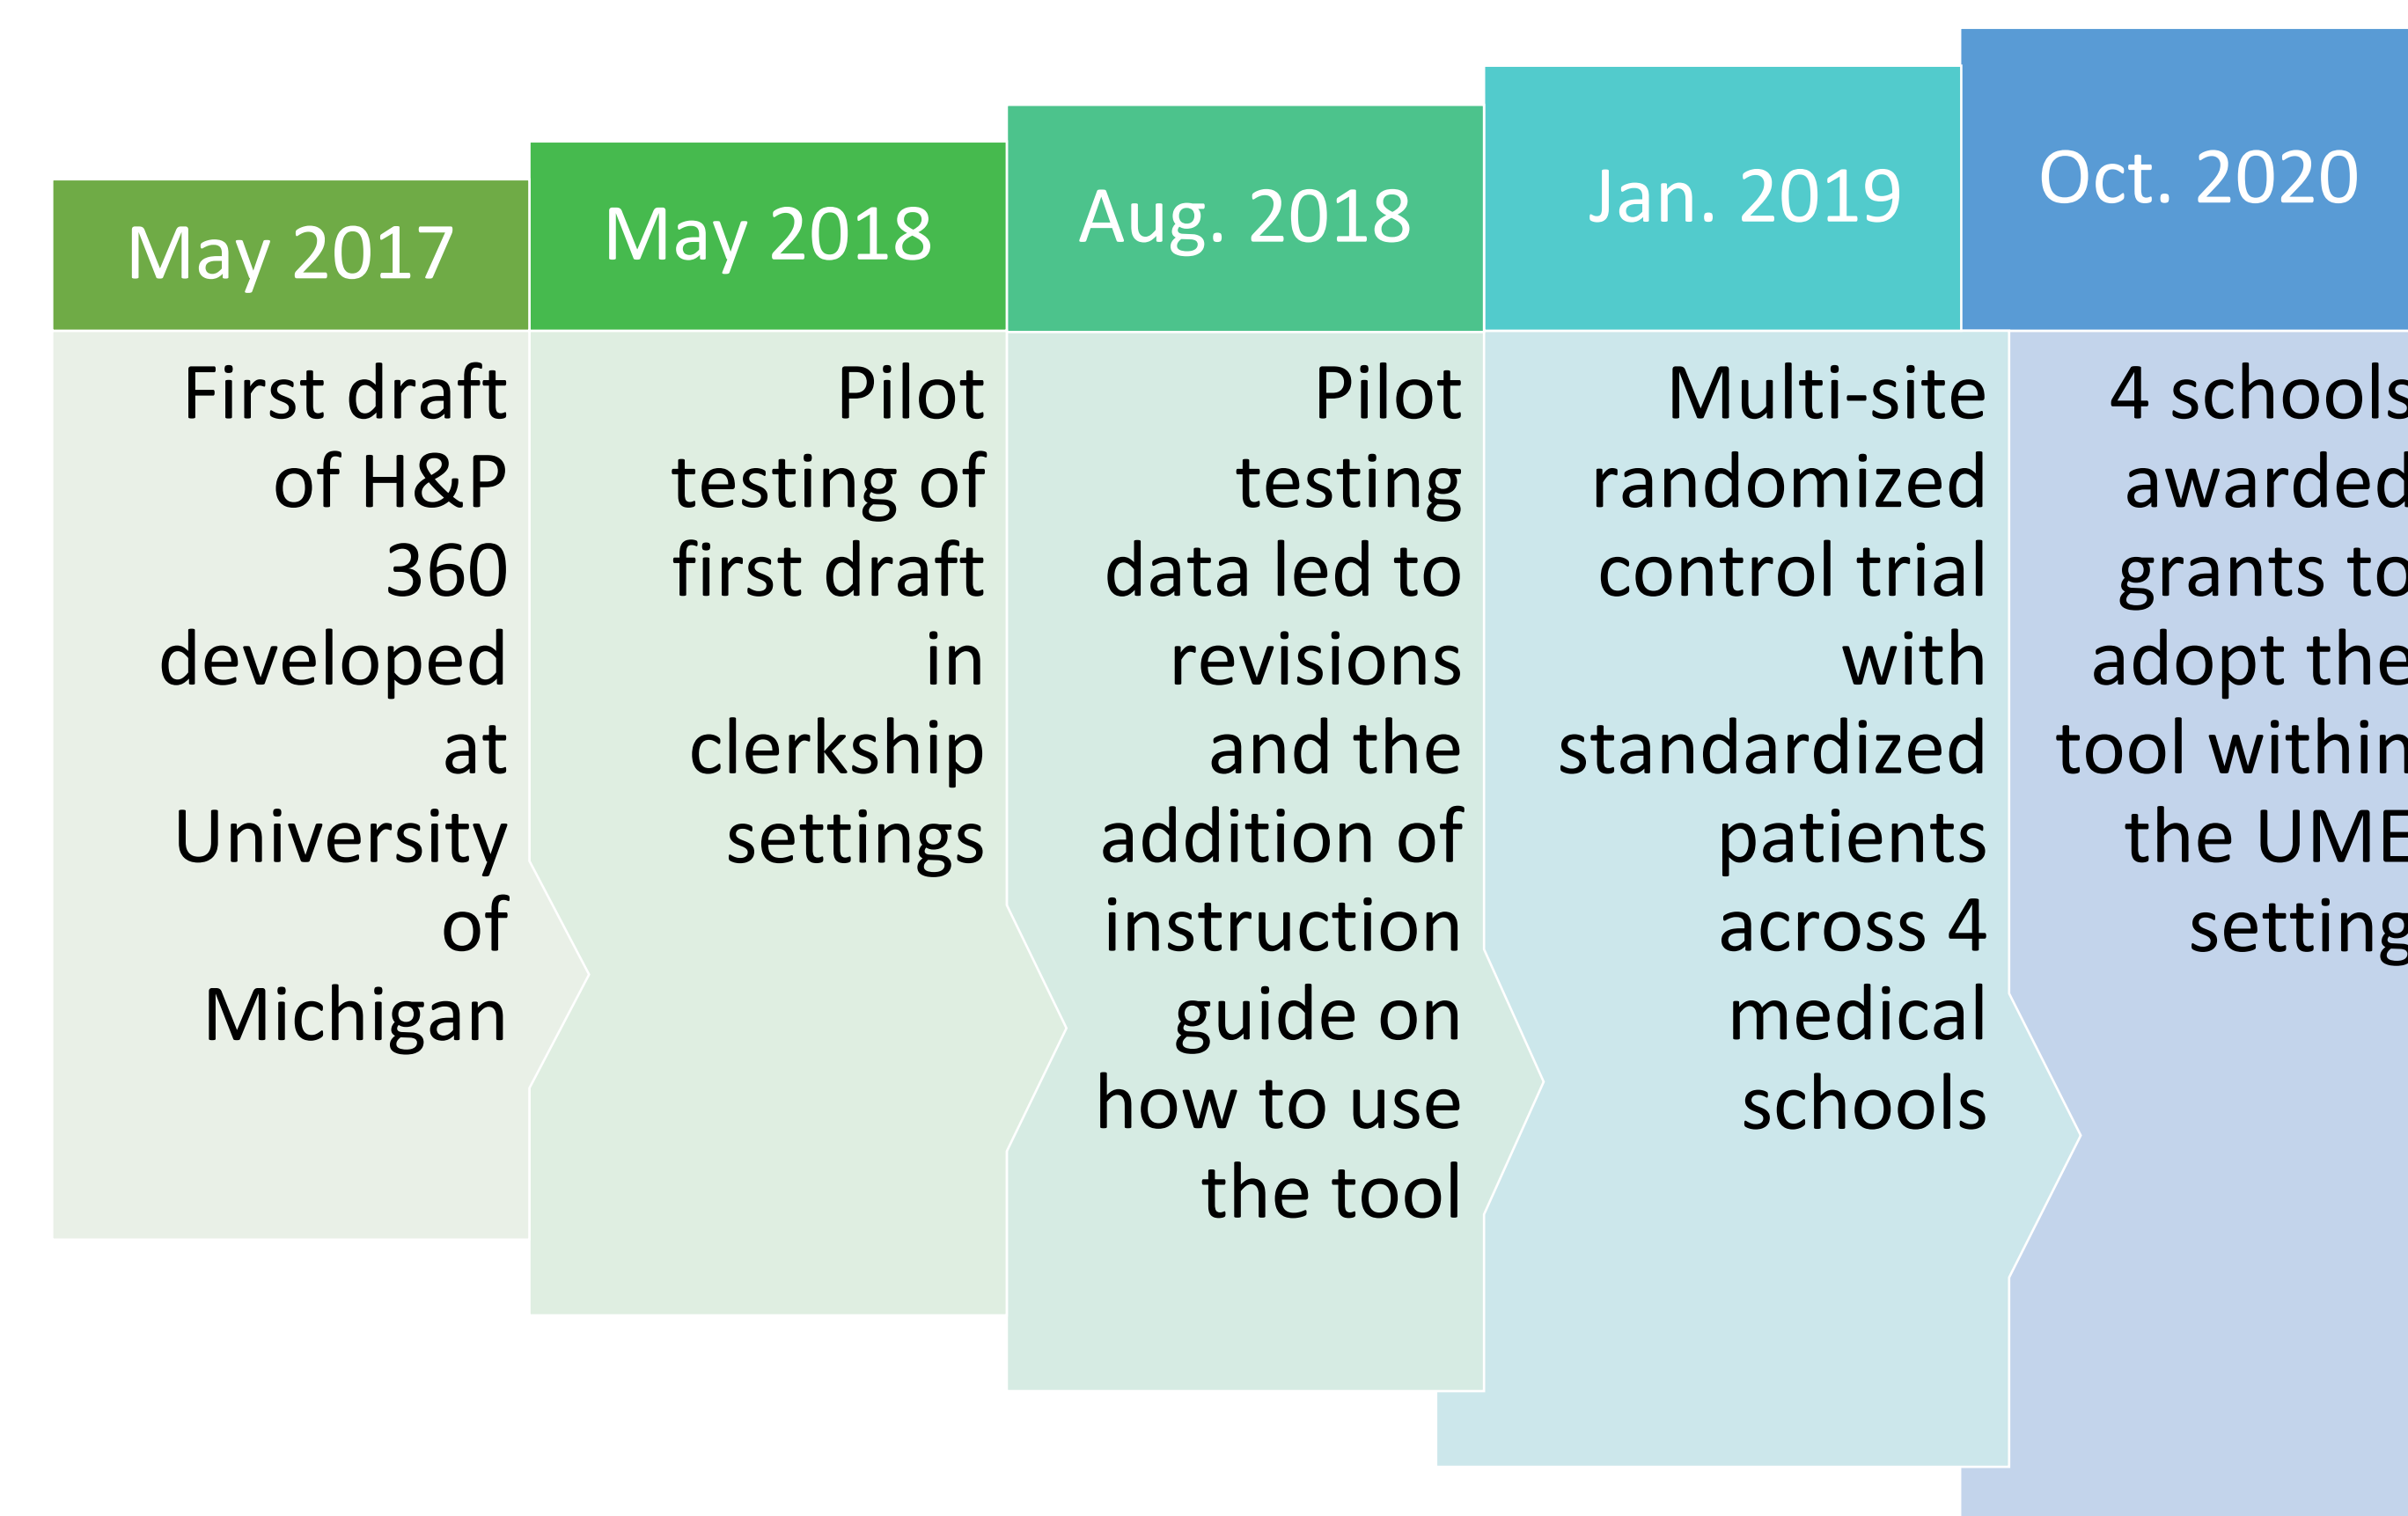 May 2017
First draft
of H&P
360
developed
at
University
of
Michigan
May 2018
Pilot
testing of
first draft
in
clerkship
settings
Aug. 2018
Pilot
testing
data led to
revisions
and the
addition of
instruction
guide on
how to use
the tool
Jan. 2019
Multi-site
randomized
control trial
with
standardized
patients
across 4
medical
schools
Oct. 2020
4 schools
awarded
grants to
adopt the
tool within
the UME
setting